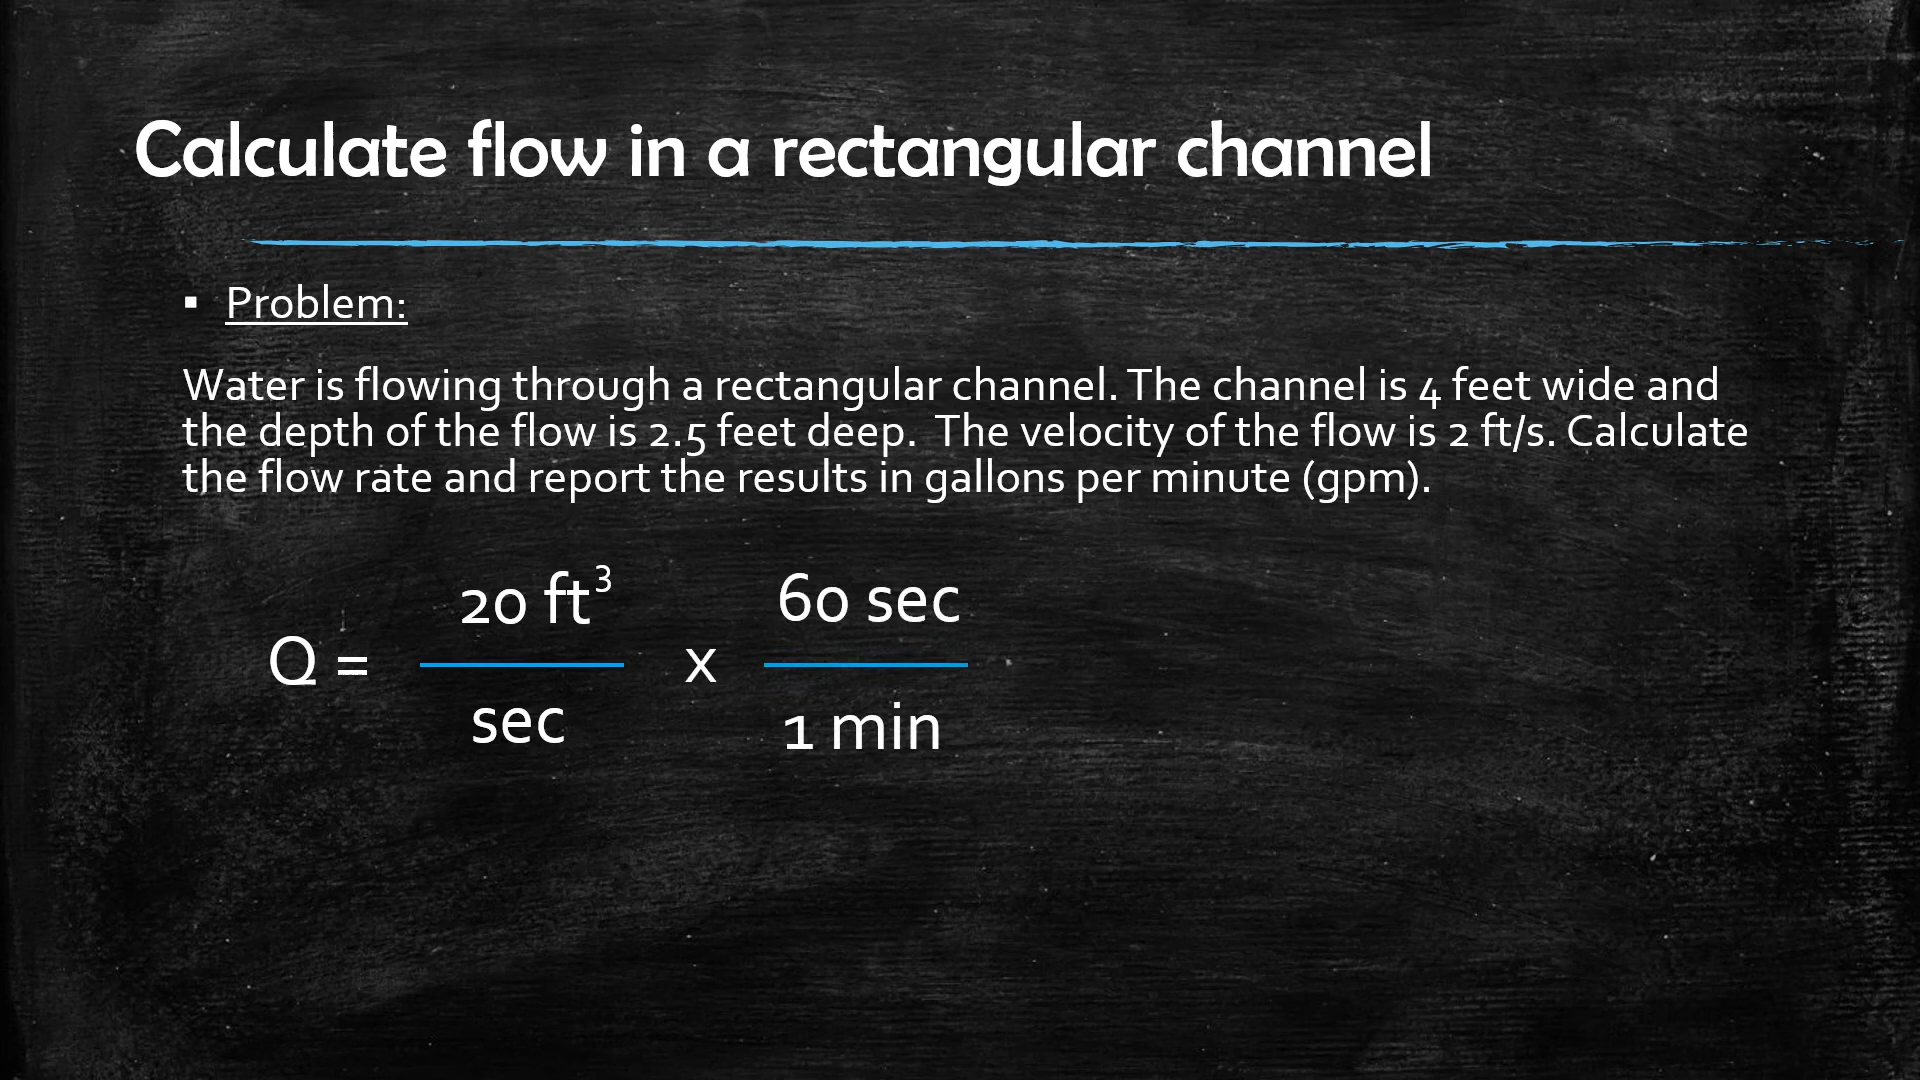 Calculate flow in a rectangular channel
▪ Problem:
Water is flowing through a rectangular channel. The channel is 4 feet wide and
the depth of the flow is 2.5 feet deep.  The velocity of the flow is 2 ft/s. Calculate
the flow rate and report the results in gallons per minute (gpm).
20 ft³ 60 sec
Q = x
sec 1 min